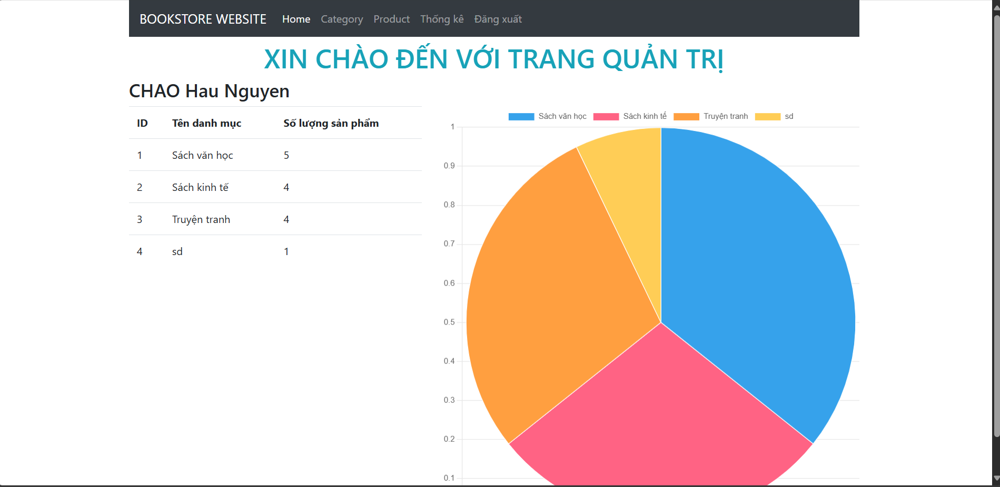 BOOKSTORE WEBSITE Home Category Product Thống kê Đăng xuất
XIN CHÀO ĐẾN VỚI TRANG QUẢN TRỊ
CHAO Hau Nguyen
ID Tên danh mục Số lượng sản phẩm
1 Sách văn học 5
2 Sách kinh tế 4
3 Truyện tranh 4
4 sd 1
Sách văn học Sách kinh tế Truyện tranh sd
1
0.9
0.8
0.7
0.6
0.5
0.4
0.3
0.2
0.1